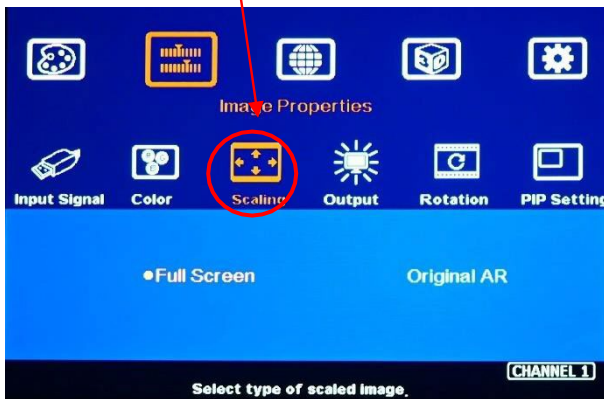 Image Properties
Input Signal Color Scaling Output Rotation PIP Setting
Full Screen Original AR
CHANNEL 1
Select type of scaled image.